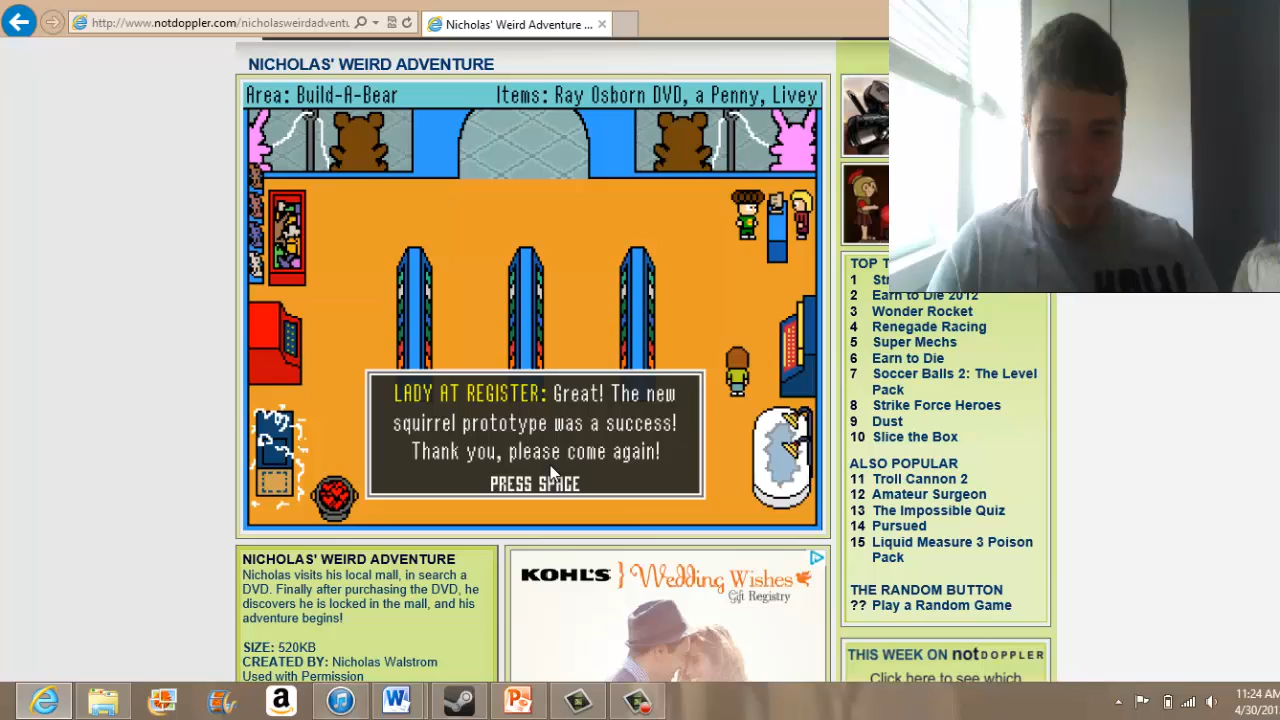 http://www.notdoppler.com/nicholasweirdadventu
Nicholas' Weird Adventure ...
NICHOLAS' WEIRD ADVENTURE
Area: Build-A-Bear
Items: Ray Osborn DVD, a Penny, Livey
LADY AT REGISTER: Great! The new
squirrel prototype was a success!
Thank you, please come again!
PRESS SPACE
NICHOLAS' WEIRD ADVENTURE
Nicholas visits his local mall, in search a
DVD. Finally after purchasing the DVD, he
discovers he is locked in the mall, and his
adventure begins!
SIZE: 520KB
CREATED BY: Nicholas Walstrom
Used with Permission
KOHL'S
Wedding Wishes
Gift Registry
TOP
1
2 Earn to Die 2012
3 Wonder Rocket
4 Renegade Racing
5 Super Mechs
6 Earn to Die
7 Soccer Balls 2: The Level
Pack
8 Strike Force Heroes
9 Dust
10 Slice the Box
ALSO POPULAR
11 Troll Cannon 2
12 Amateur Surgeon
13 The Impossible Quiz
14 Pursued
15 Liquid Measure 3 Poison
Pack
THE RANDOM BUTTON
?? Play a Random Game
THIS WEEK ON notDOPPLER
Click here to see which
11:24 AM